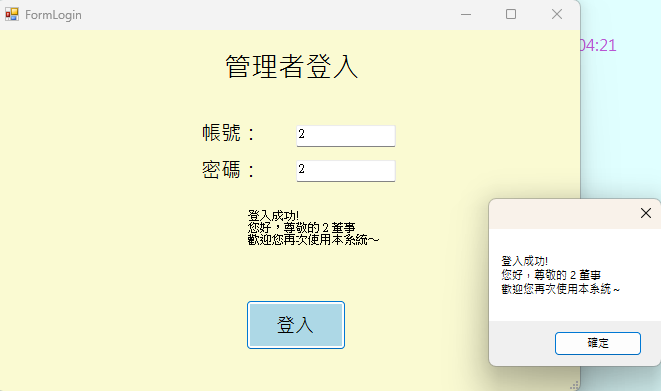 FormLogin
04:21
管理者登入
帳號：
2
密碼：
2
登入成功!
您好，尊敬的 2 董事
歡迎您再次使用本系統～
登入
登入成功!
您好，尊敬的 2 董事
歡迎您再次使用本系統～
確定